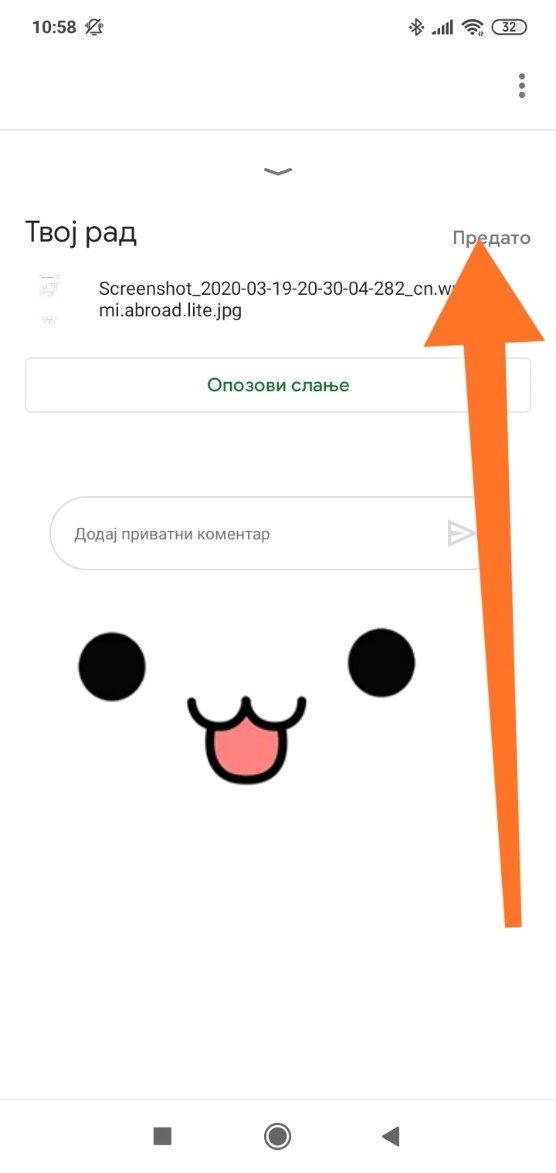 10:58
32
Твој рад
Предато
Screenshot_2020-03-19-20-30-04-282_cn.
mi.abroad.lite.jpg
Опозови слање
Додај приватни коментар